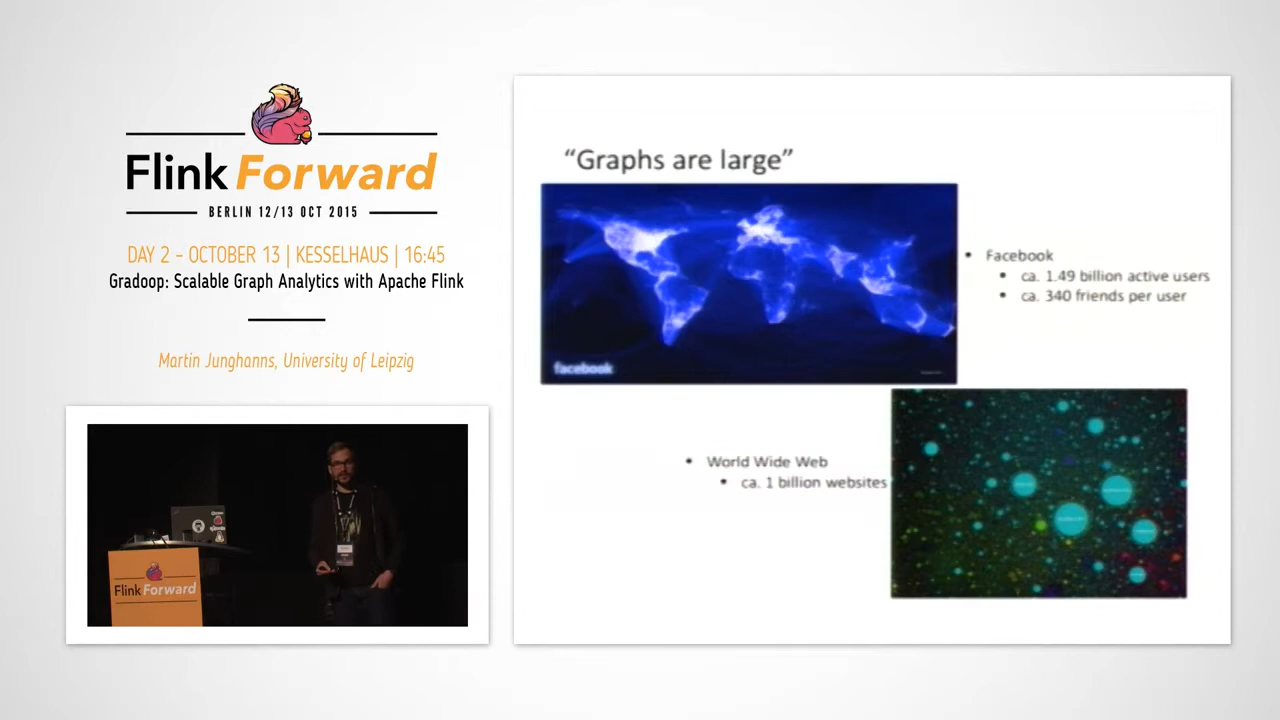 Flink Forward
BERLIN 12/13 OCT 2015
DAY 2 - OCTOBER 13 | KESSELHAUS | 16:45
Gradoop: Scalable Graph Analytics with Apache Flink
Martin Junghanns, University of Leipzig
Flink Forward
“Graphs are large”
facebook
• Facebook
• ca. 1.49 billion active users
• ca. 340 friends per user
• World Wide Web
• ca. 1 billion websites